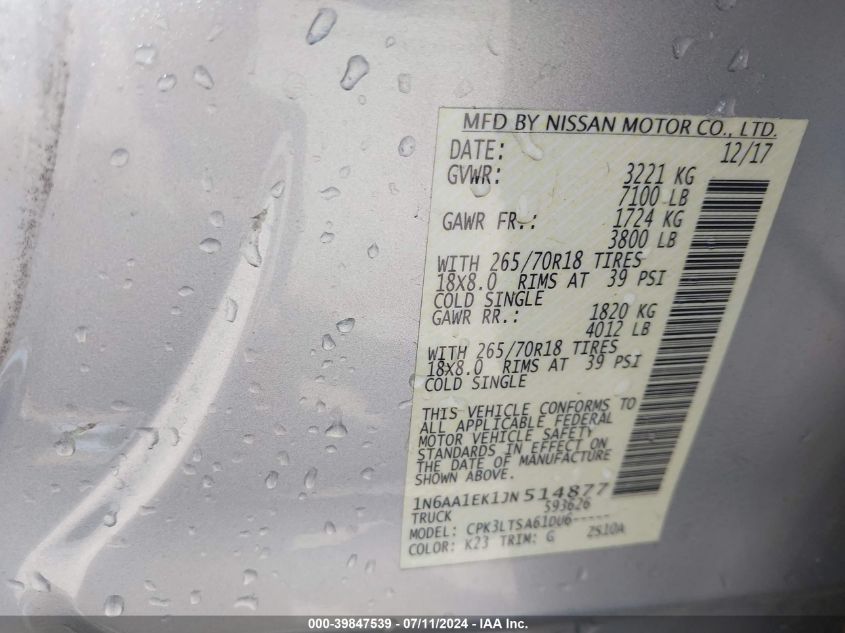 MFD BY NISSAN MOTOR CO., LTD.
DATE: 12/17
GVWR: 3221 KG
7100 LB
GAWR FR.: 1724 KG
3800 LB
WITH 265/70R18 TIRES
18X8.0 RIMS AT 39 PSI
COLD SINGLE
GAWR RR.: 1820 KG
4012 LB
WITH 265/70R18 TIRES
18X8.0 RIMS AT 39 PSI
COLD SINGLE
THIS VEHICLE CONFORMS TO
ALL APPLICABLE FEDERAL
MOTOR VEHICLE SAFETY
STANDARDS IN EFFECT ON
THE DATE OF MANUFACTURE
SHOWN ABOVE.
1N6AA1EK1JN514877
TRUCK 593626
MODEL: CPK3LTSA61DU6-----
COLOR: K23 TRIM: G 2S10A
000-39847539 - 07/11/2024 - IAA Inc.